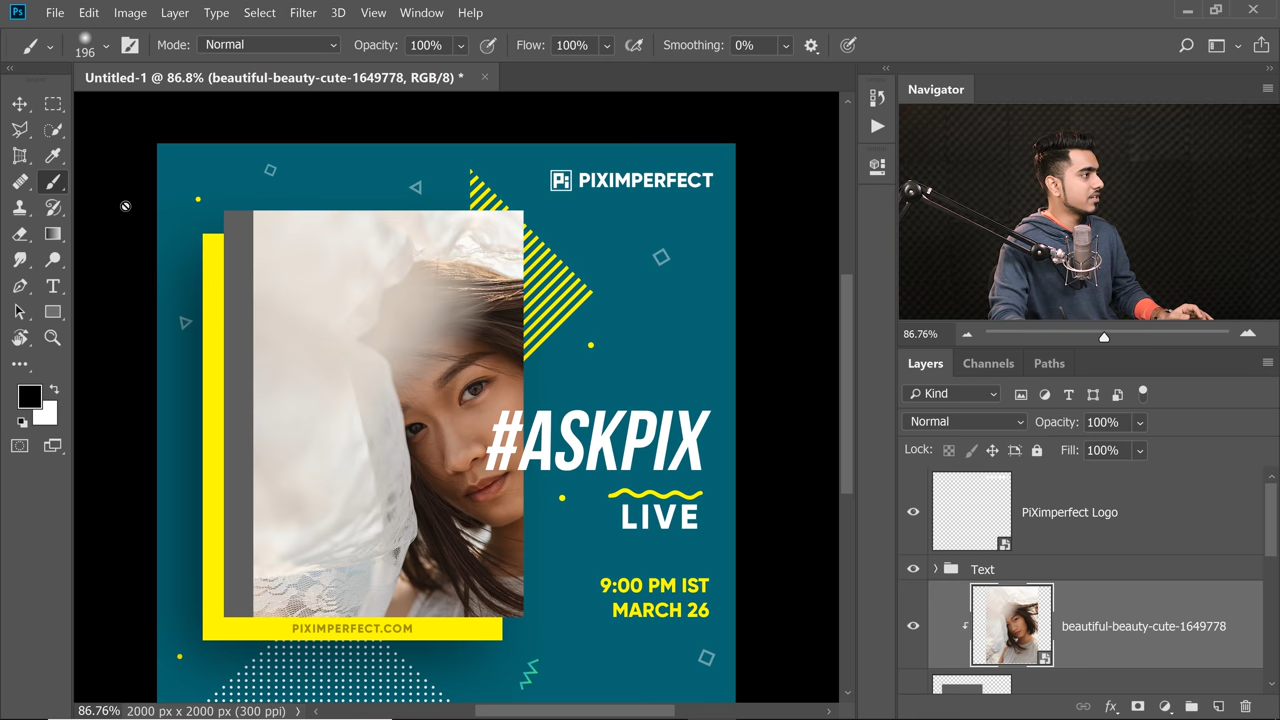 Ps File Edit Image Layer Type Select Filter 3D View Window Help
196 Mode: Normal Opacity: 100% Flow: 100% Smoothing: 0%
Untitled-1 @ 86.8% (beautiful-beauty-cute-1649778, RGB/8) *
Pi PIXIMPERFECT
#ASKPIX
LIVE
9:00 PM IST
MARCH 26
PIXIMPERFECT.COM
86.76% 2000 px x 2000 px (300 ppi)
Navigator
86.76%
Layers Channels Paths
Kind
Normal Opacity: 100%
Lock: Fill: 100%
PiXimperfect Logo
Text
beautiful-beauty-cute-1649778